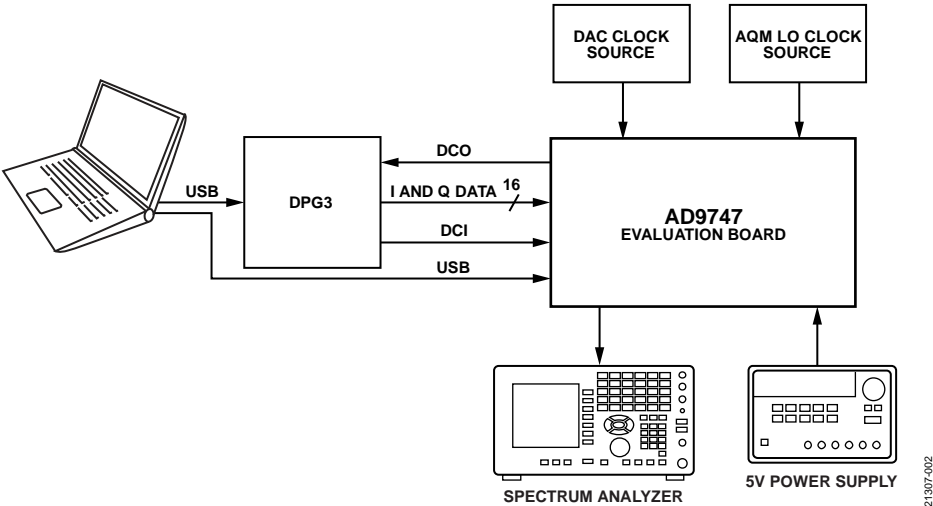 DAC CLOCK
SOURCE
AQM LO CLOCK
SOURCE
DCO
USB
DPG3
I AND Q DATA 16
DCI
USB
AD9747
EVALUATION BOARD
SPECTRUM ANALYZER
5V POWER SUPPLY
21307-002